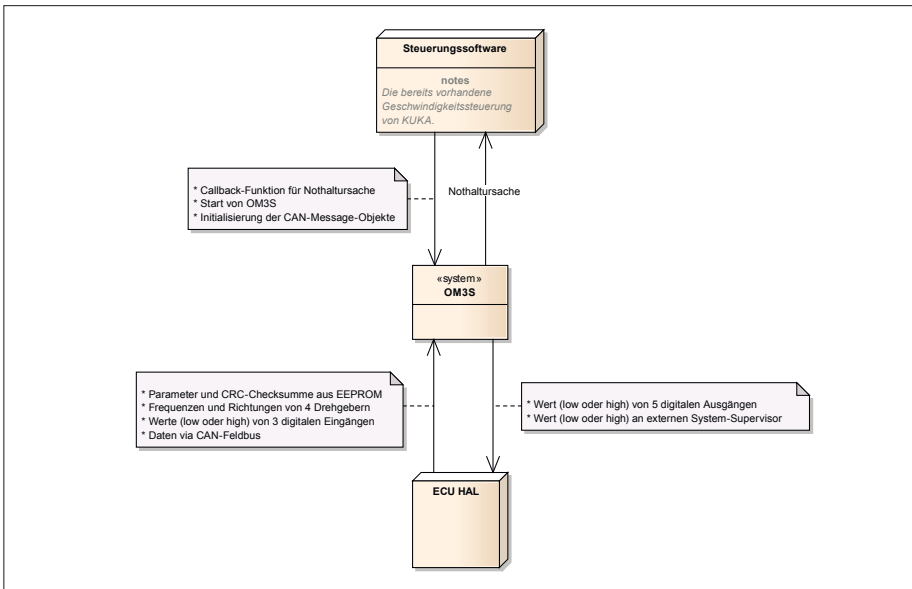 Steuerungssoftware
notes
Die bereits vorhandene
Geschwindigkeitssteuerung
von KUKA.
* Callback-Funktion für Nothaltursache
* Start von OM3S
* Initialisierung der CAN-Message-Objekte
Nothaltursache
«system»
OM3S
* Parameter und CRC-Checksumme aus EEPROM
* Frequenzen und Richtungen von 4 Drehgebern
* Werte (low oder high) von 3 digitalen Eingängen
* Daten via CAN-Feldbus
* Wert (low oder high) von 5 digitalen Ausgängen
* Wert (low oder high) an externen System-Supervisor
ECU HAL